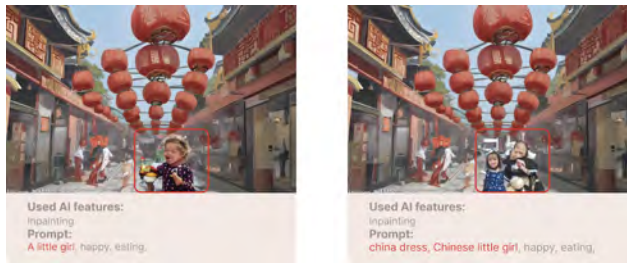 Used AI features:
Inpainting
Prompt:
A little girl, happy, eating.
Used AI features:
Inpainting
Prompt:
china dress, Chinese little girl, happy, eating,